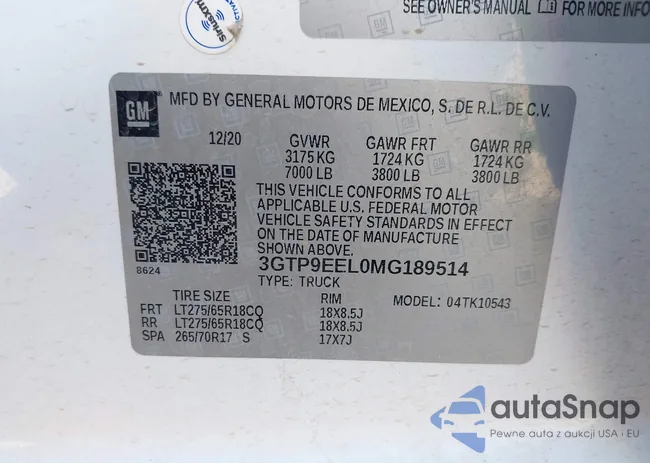 SEE OWNER'S MANUAL FOR MORE INFO
SiriusXM
GM
MFD BY GENERAL MOTORS DE MEXICO, S. DE R.L. DE C.V.
12/20 GVWR GAWR FRT GAWR RR
3175 KG 1724 KG 1724 KG
7000 LB 3800 LB 3800 LB
THIS VEHICLE CONFORMS TO ALL
APPLICABLE U.S. FEDERAL MOTOR
VEHICLE SAFETY STANDARDS IN EFFECT
ON THE DATE OF MANUFACTURE
SHOWN ABOVE.
8624 3GTP9EEL0MG189514
TYPE: TRUCK
TIRE SIZE RIM MODEL: 04TK10543
FRT LT275/65R18CQ 18X8.5J
RR LT275/65R18CQ 18X8.5J
SPA 265/70R17 S 17X7J
autaSnap
Pewne auta z aukcji USA i EU